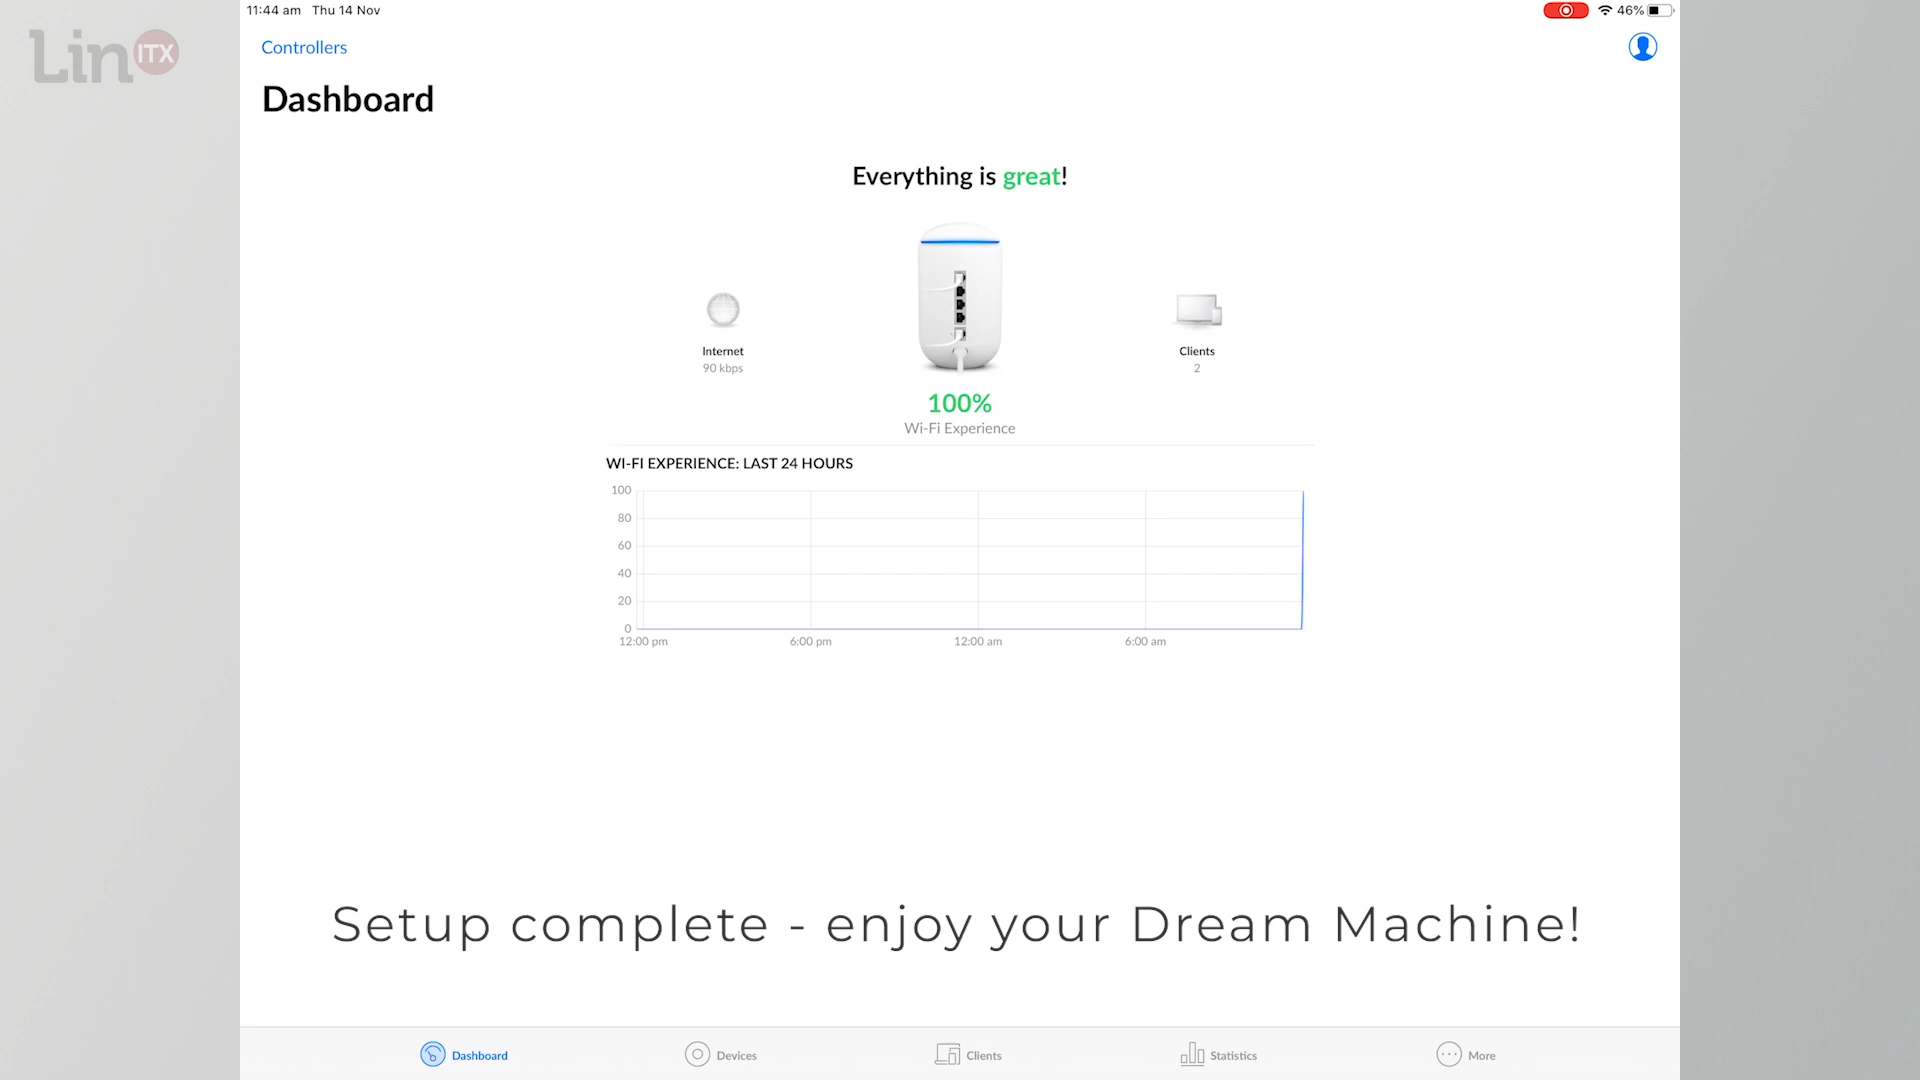 LinITX
11:44 am Thu 14 Nov
46%
Controllers
Dashboard
Everything is great!
Internet
90 kbps
Clients
2
100%
Wi-Fi Experience
WI-FI EXPERIENCE: LAST 24 HOURS
100
80
60
40
20
0
12:00 pm 6:00 pm 12:00 am 6:00 am
Setup complete - enjoy your Dream Machine!
Dashboard Devices Clients Statistics More